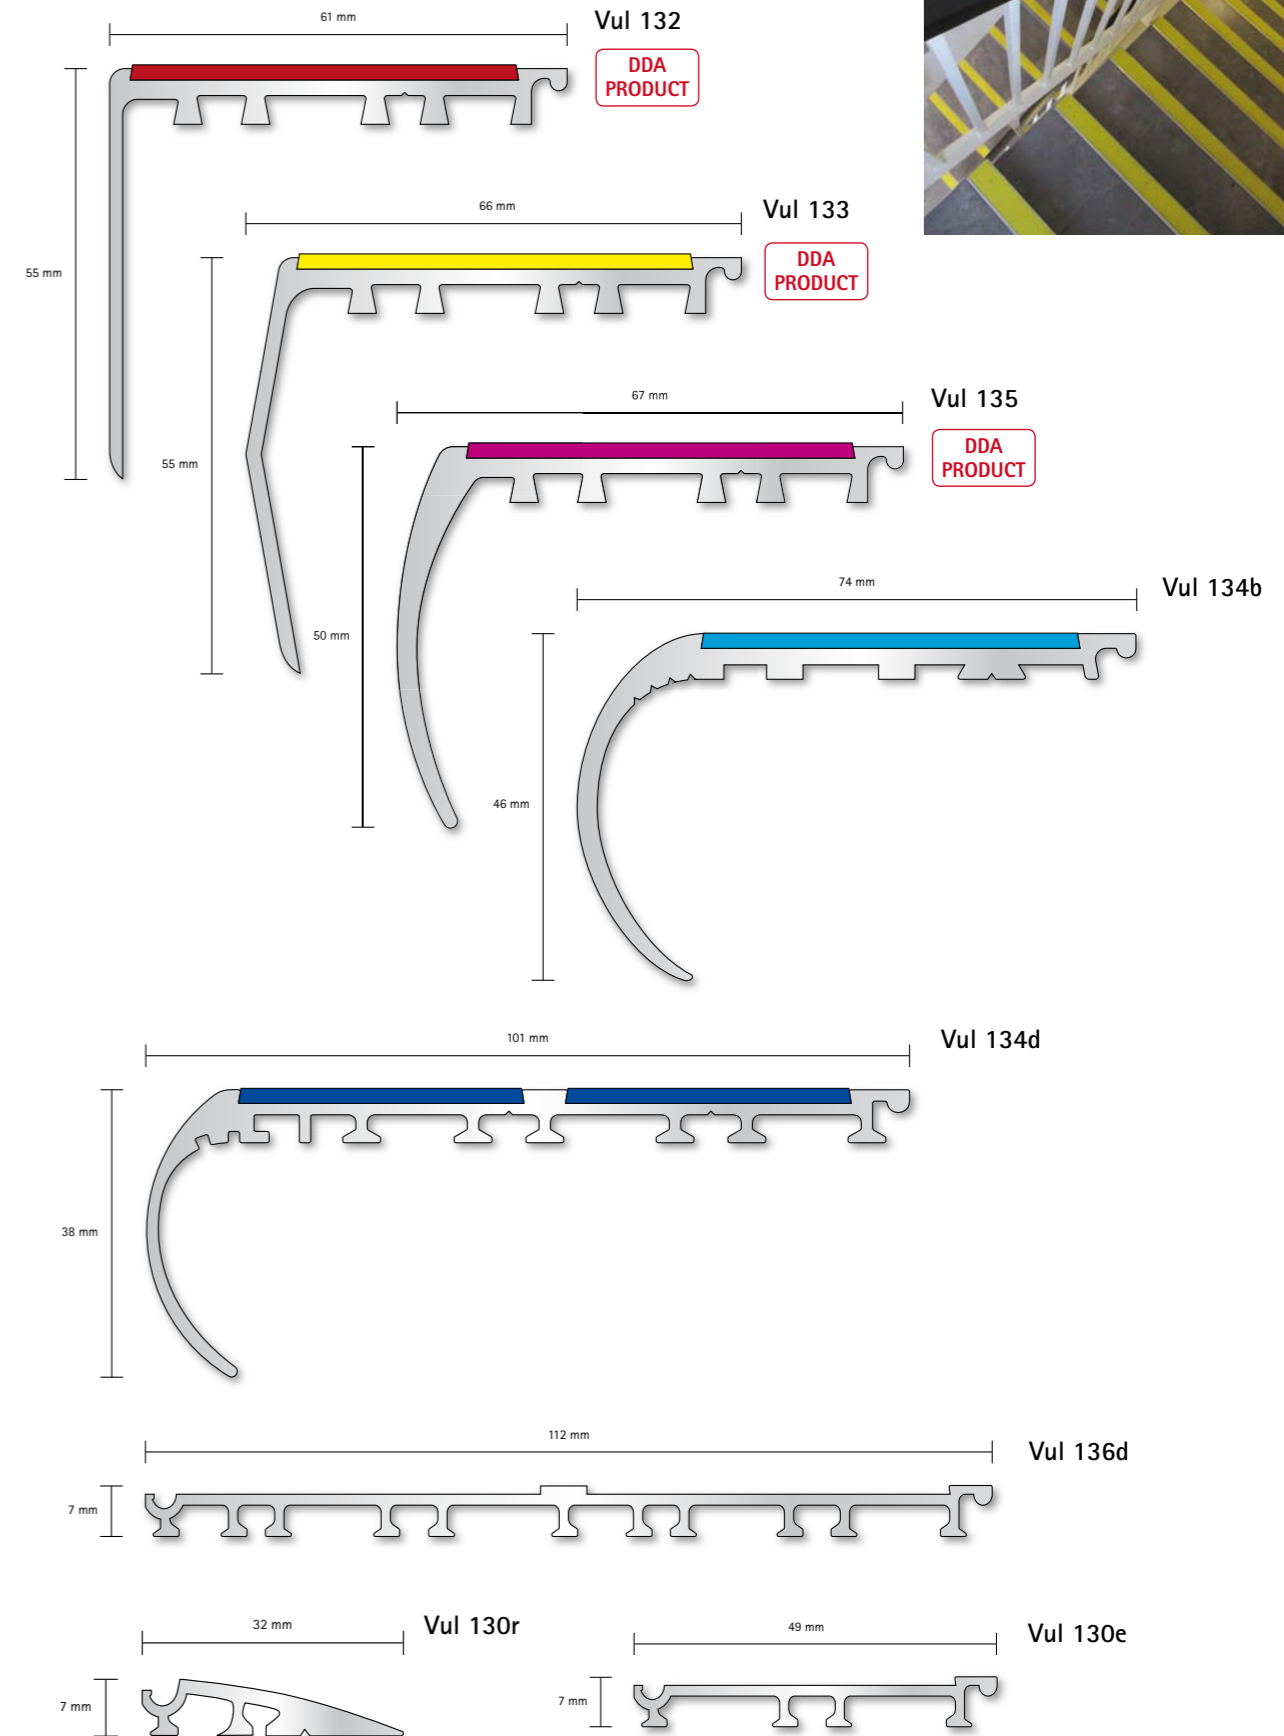 61 mm
Vul 132
DDA
PRODUCT
55 mm
66 mm
Vul 133
DDA
PRODUCT
55 mm
67 mm
Vul 135
DDA
PRODUCT
50 mm
74 mm
Vul 134b
46 mm
101 mm
Vul 134d
38 mm
112 mm
Vul 136d
7 mm
32 mm
Vul 130r
7 mm
49 mm
Vul 130e
7 mm